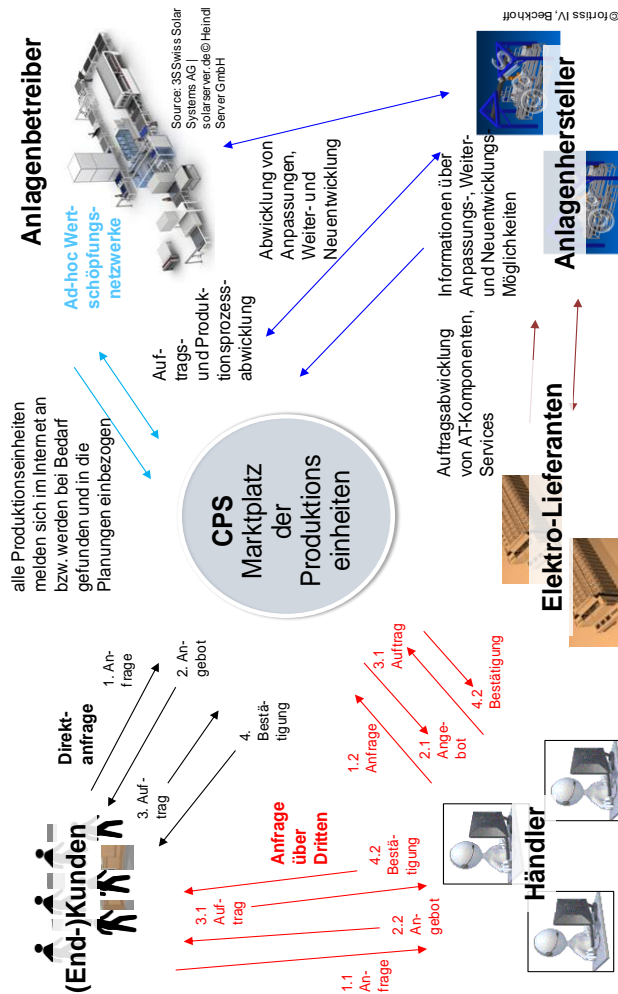 (End-)Kunden
Direkt-
anfrage
1. An-
frage
2. An-
gebot
3. Auf-
trag
4.
Bestä-
tigung
alle Produktionseinheiten
melden sich im Internet an
bzw. werden bei Bedarf
gefunden und in die
Planungen einbezogen
Ad-hoc Wert-
schöpfungs-
netzwerke
Anlagenbetreiber
Source: 3SSwiss Solar
Systems AG |
solarserver.de© Heindl
Server GmbH
Auf-
trags-
und Produk-
tionsprozess-
abwicklung
Abwicklung von
Anpassungen,
Weiter- und
Neuentwicklung
CPS
Marktplatz
der
Produktions
einheiten
Anfrage
über
Dritten
1.1
An-
frage
2.2
An-
gebot
3.1
Auf-
trag
4.2
Bestä-
tigung
1.2
Anfrage
2.1
Ange-
bot
3.1
Auftrag
4.2
Bestätigung
Händler
Auftragsabwicklung
von AT-Komponenten,
Services
Elektro-Lieferanten
Informationen über
Anpassungs-, Weiter-
und Neuentwicklungs-
Möglichkeiten
Anlagenhersteller
© fortiss IV, Beckhoff